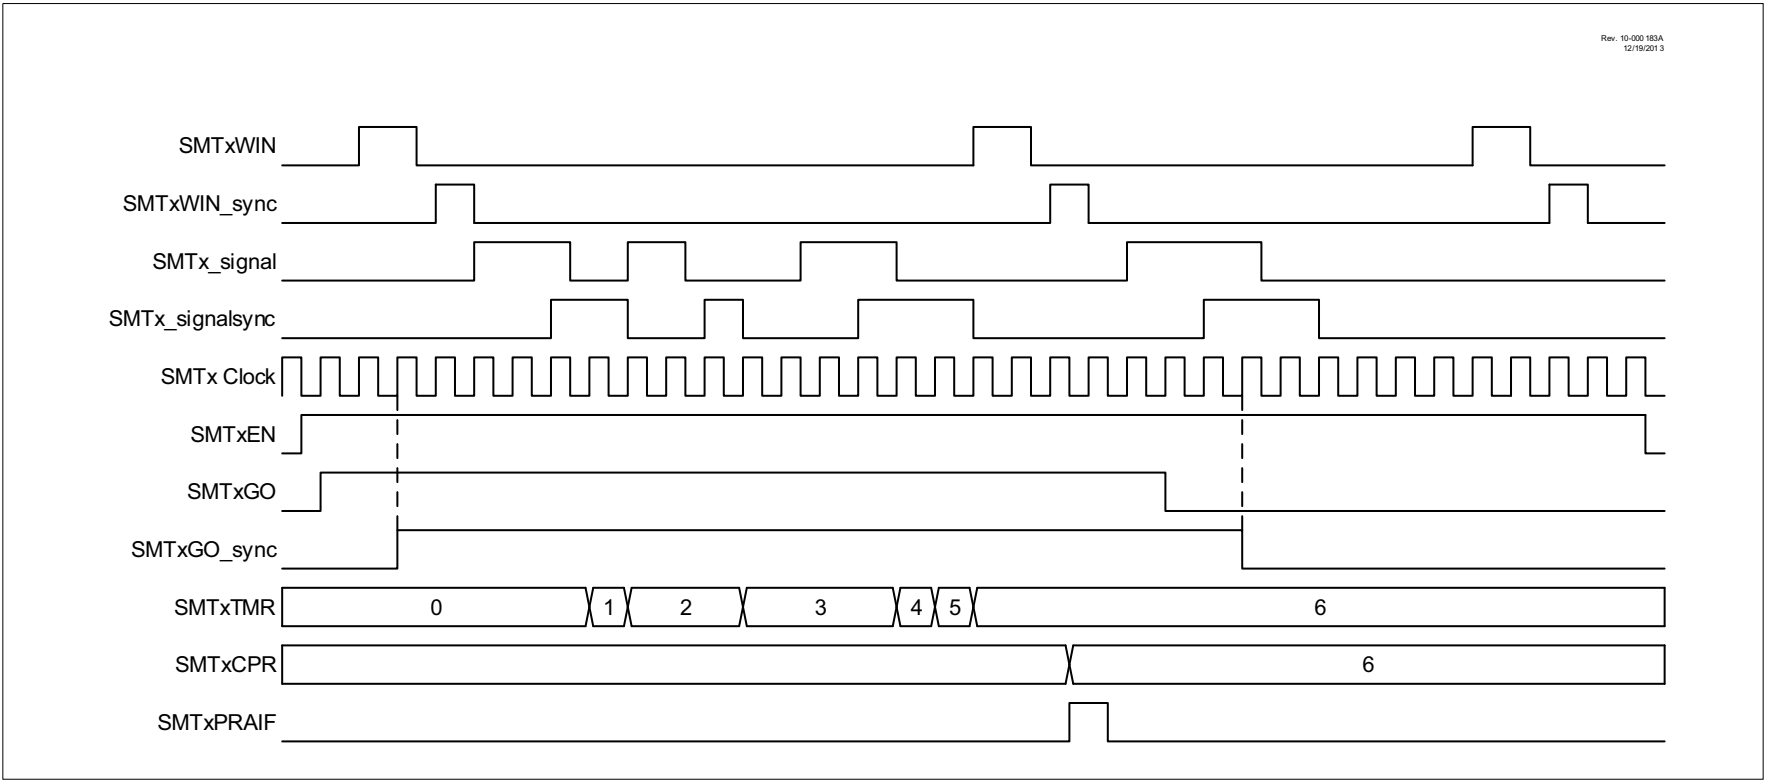 Rev. 10-000 183A
12/19/201 3
SMTxWIN
SMTxWIN_sync
SMTx_signal
SMTx_signalsync
SMTx Clock
SMTxEN
SMTxGO
SMTxGO_sync
SMTxTMR 0 1 2 3 4 5 6
SMTxCPR 6
SMTxPRAIF